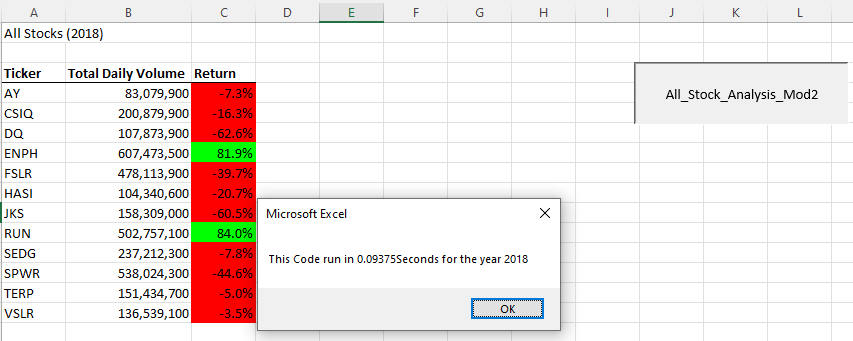 A B C D E F G H I J K L
All Stocks (2018)
Ticker Total Daily Volume Return
AY 83,079,900 -7.3%
CSIQ 200,879,900 -16.3%
DQ 107,873,900 -62.6%
ENPH 607,473,500 81.9%
FSLR 478,113,900 -39.7%
HASI 104,340,600 -20.7%
JKS 158,309,000 -60.5%
RUN 502,757,100 84.0%
SEDG 237,212,300 -7.8%
SPWR 538,024,300 -44.6%
TERP 151,434,700 -5.0%
VSLR 136,539,100 -3.5%
All_Stock_Analysis_Mod2
Microsoft Excel
This Code run in 0.09375Seconds for the year 2018
OK